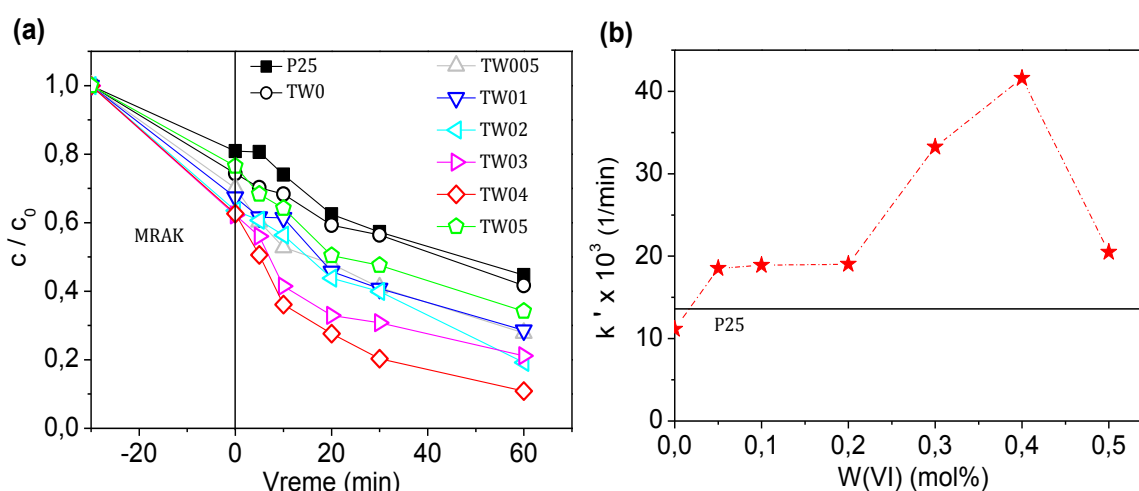 (a)
c / c0
1,0
0,8
0,6
0,4
0,2
0,0
-20
0
20
40
60
Vreme (min)
MRAK
P25
TW0
TW005
TW01
TW02
TW03
TW04
TW05
(b)
k ' x 10³ (1/min)
40
30
20
10
0
0,0
0,1
0,2
0,3
0,4
0,5
W(VI) (mol%)
P25